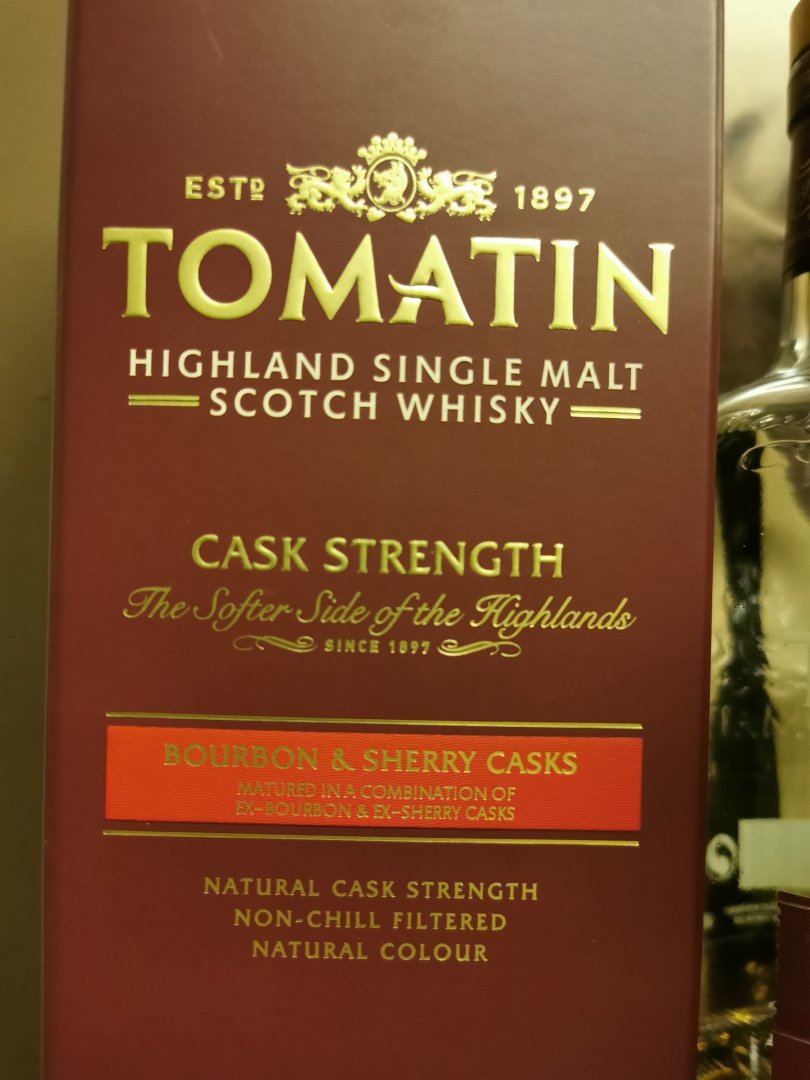 ESTD 1897
TOMATIN
HIGHLAND SINGLE MALT
SCOTCH WHISKY
CASK STRENGTH
The Softer Side of the Highlands
SINCE 1897
BOURBON & SHERRY CASKS
MATURED IN A COMBINATION OF
EX-BOURBON & EX-SHERRY CASKS
NATURAL CASK STRENGTH
NON-CHILL FILTERED
NATURAL COLOUR